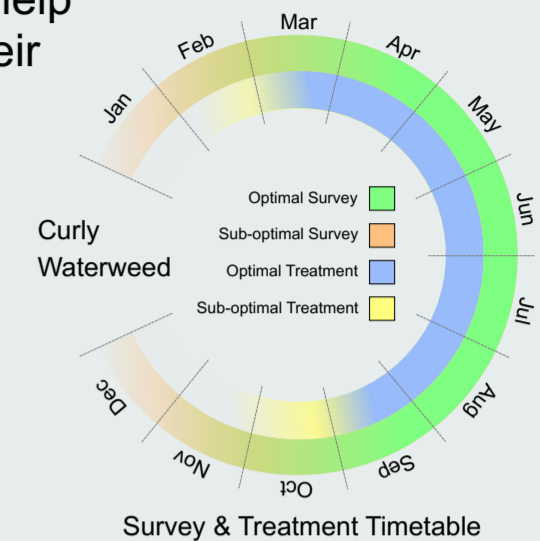 eir
Mar
Feb
Apr
Jan
May
Jun
Optimal Survey
Sub-optimal Survey
Curly
Waterweed
Optimal Treatment
Sub-optimal Treatment
Jul
Aug
Dec
Sep
Nov
Oct
Survey & Treatment Timetable